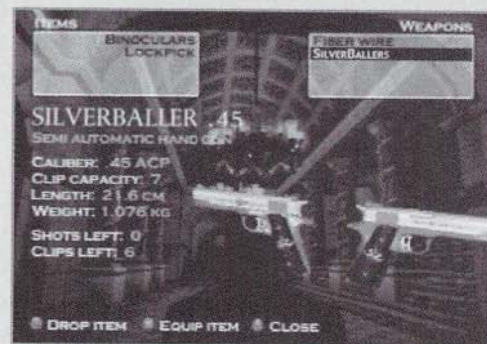 ITEMS
WEAPONS
BINOCULARS
LOCKPICK
FIBER WIRE
SILVERBALLERS
SILVERBALLER .45
SEMI AUTOMATIC HAND GUN
CALIBER: .45 ACP
CLIP CAPACITY: 7
LENGTH: 21.6 CM
WEIGHT: 1.076 KG
SHOTS LEFT: 0
CLIPS LEFT: 6
DROP ITEM EQUIP ITEM CLOSE